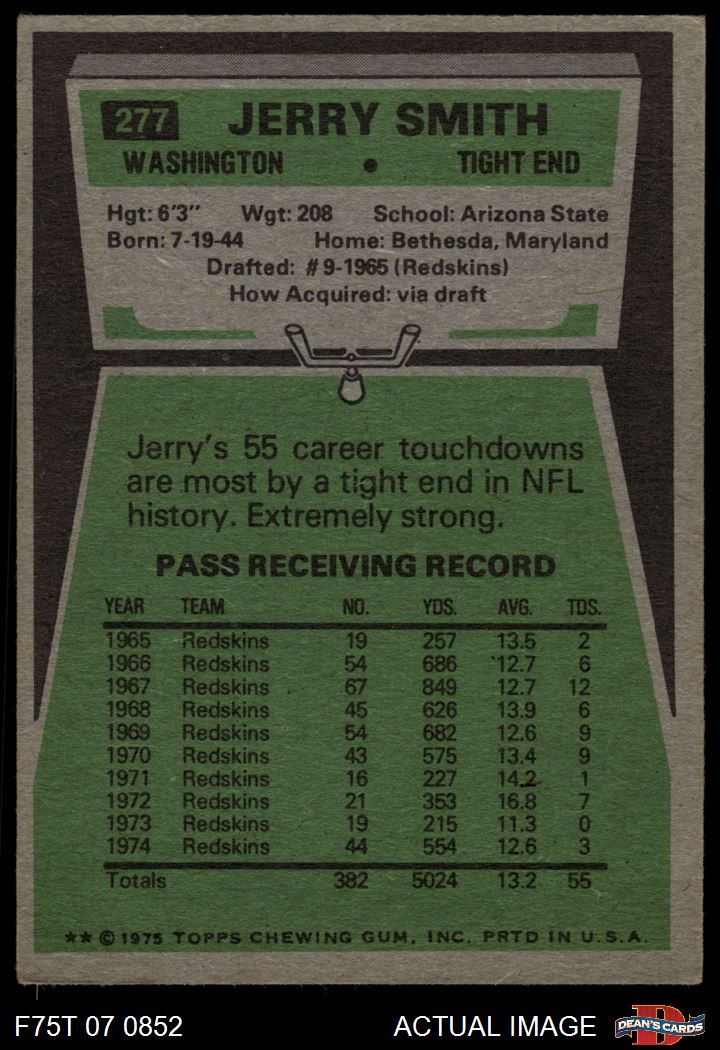 277 JERRY SMITH
WASHINGTON • TIGHT END
Hgt: 6'3" Wgt: 208 School: Arizona State
Born: 7-19-44 Home: Bethesda, Maryland
Drafted: #9-1965 (Redskins)
How Acquired: via draft
Jerry's 55 career touchdowns
are most by a tight end in NFL
history. Extremely strong.
PASS RECEIVING RECORD
YEAR TEAM NO. YDS. AVG. TDS.
1965 Redskins 19 257 13.5 2
1966 Redskins 54 686 12.7 6
1967 Redskins 67 849 12.7 12
1968 Redskins 45 626 13.9 6
1969 Redskins 54 682 12.6 9
1970 Redskins 43 575 13.4 9
1971 Redskins 16 227 14.2 1
1972 Redskins 21 353 16.8 7
1973 Redskins 19 215 11.3 0
1974 Redskins 44 554 12.6 3
Totals 382 5024 13.2 55
** © 1975 TOPPS CHEWING GUM, INC. PRTD IN U.S.A.
F75T 07 0852 ACTUAL IMAGE D DEAN'S CARDS